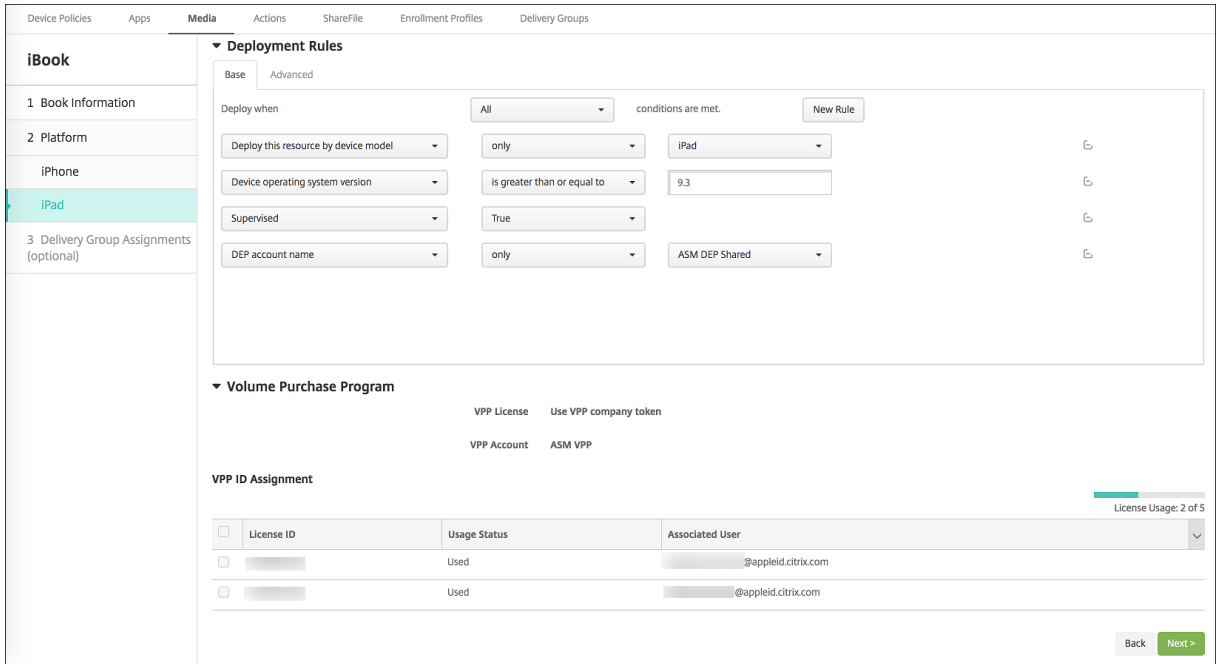 Device Policies Apps Media Actions ShareFile Enrollment Profiles Delivery Groups
iBook
1 Book Information
2 Platform
iPhone
iPad
3 Delivery Group Assignments
(optional)
Deployment Rules
Base Advanced
Deploy when All conditions are met. New Rule
Deploy this resource by device model only iPad
Device operating system version is greater than or equal to 9.3
Supervised True
DEP account name only ASM DEP Shared
Volume Purchase Program
VPP License Use VPP company token
VPP Account ASM VPP
VPP ID Assignment
License Usage: 2 of 5
License ID Usage Status Associated User
Used @appleid.citrix.com
Used @appleid.citrix.com
Back Next >